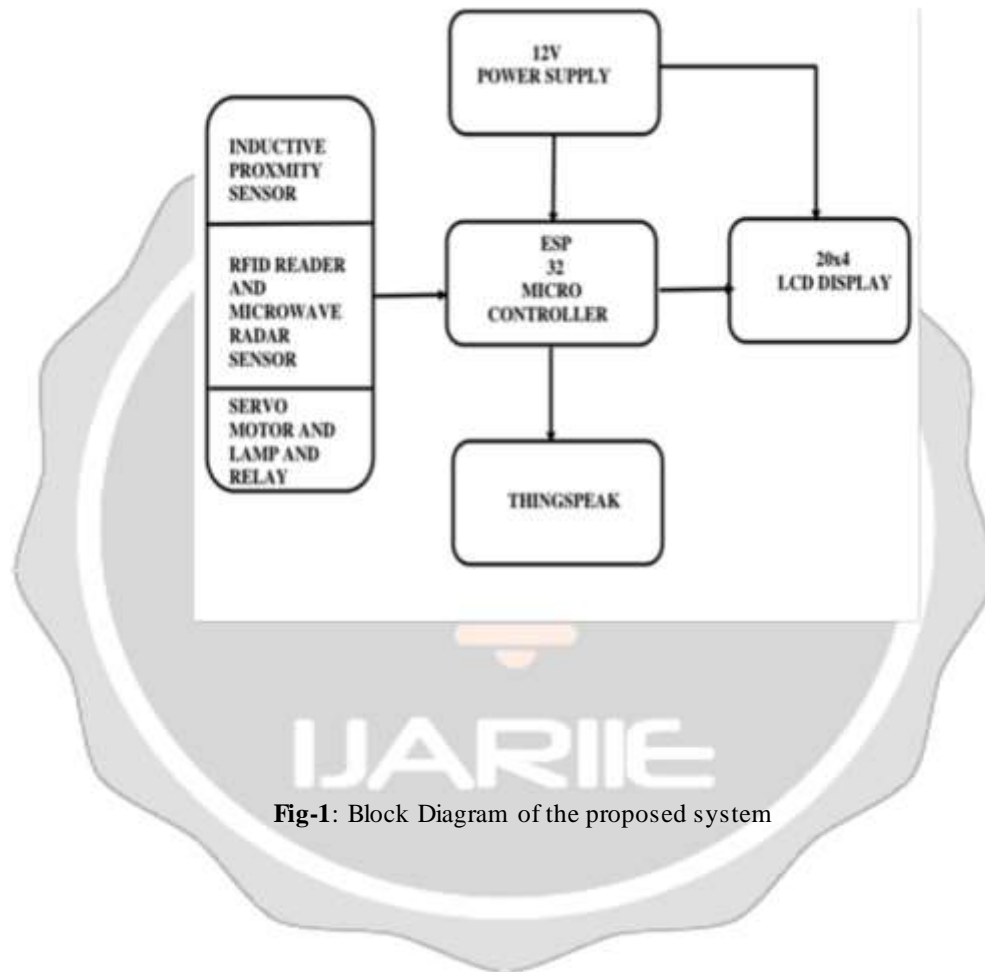 12V
POWER SUPPLY
INDUCTIVE
PROXMITY
SENSOR
RFID READER
AND
MICROWAVE
RADAR
SENSOR
SERVO
MOTOR AND
LAMP AND
RELAY
ESP
32
MICRO
CONTROLLER
20x4
LCD DISPLAY
THINGSPEAK
IJARIIE
Fig-1: Block Diagram of the proposed system